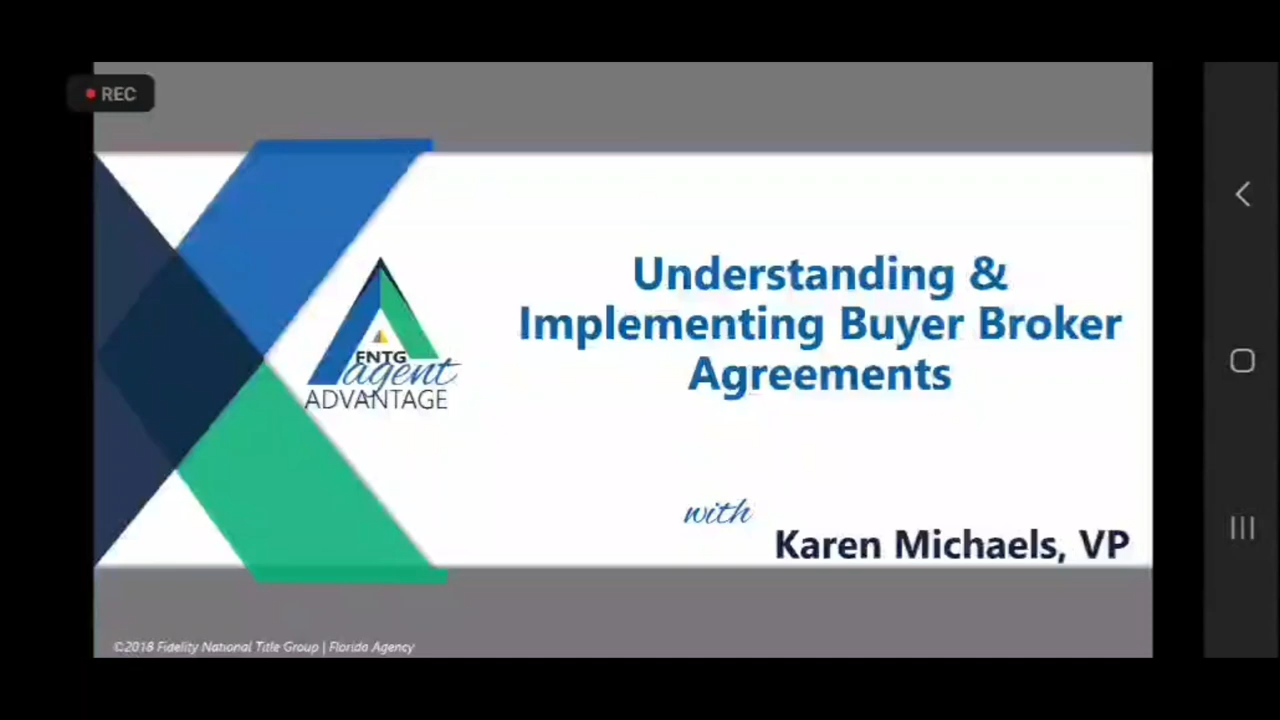 REC
Understanding &
Implementing Buyer Broker
Agreements
FNTG
agent
ADVANTAGE
with
Karen Michaels, VP
©2018 Fidelity National Title Group | Florida Agency